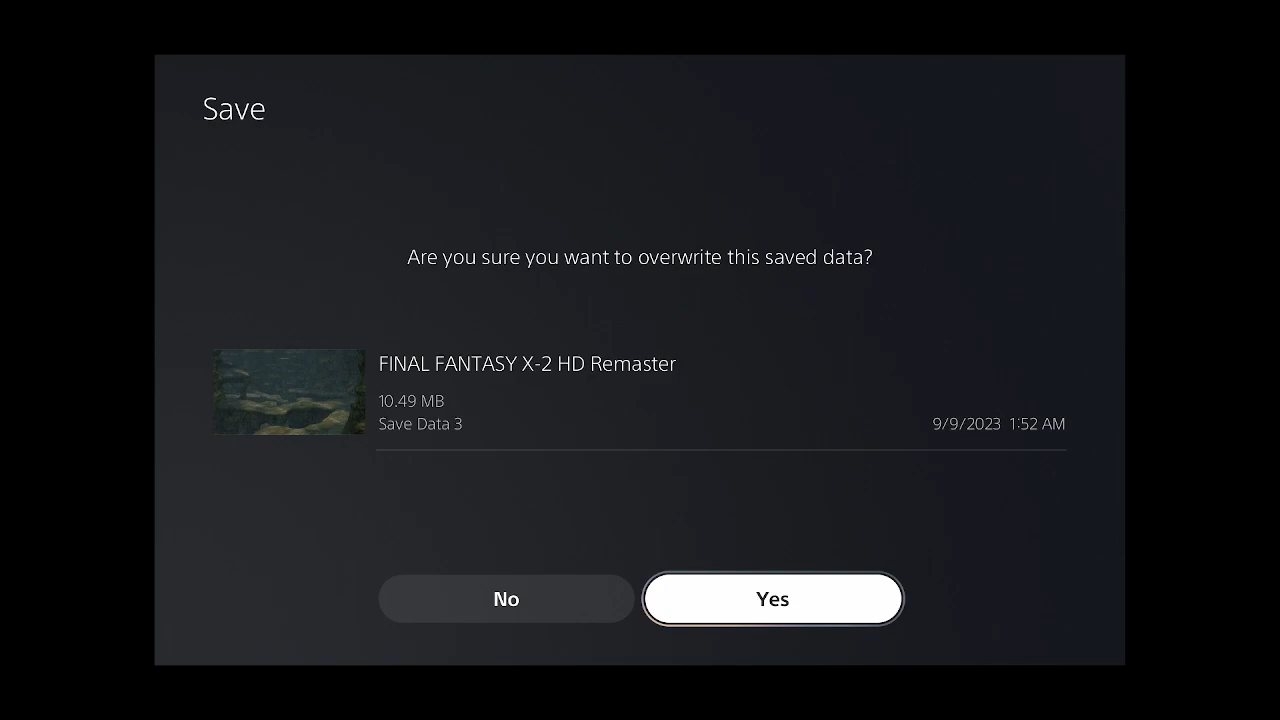 Save
Are you sure you want to overwrite this saved data?
FINAL FANTASY X-2 HD Remaster
10.49 MB
Save Data 3
9/9/2023 1:52 AM
No
Yes